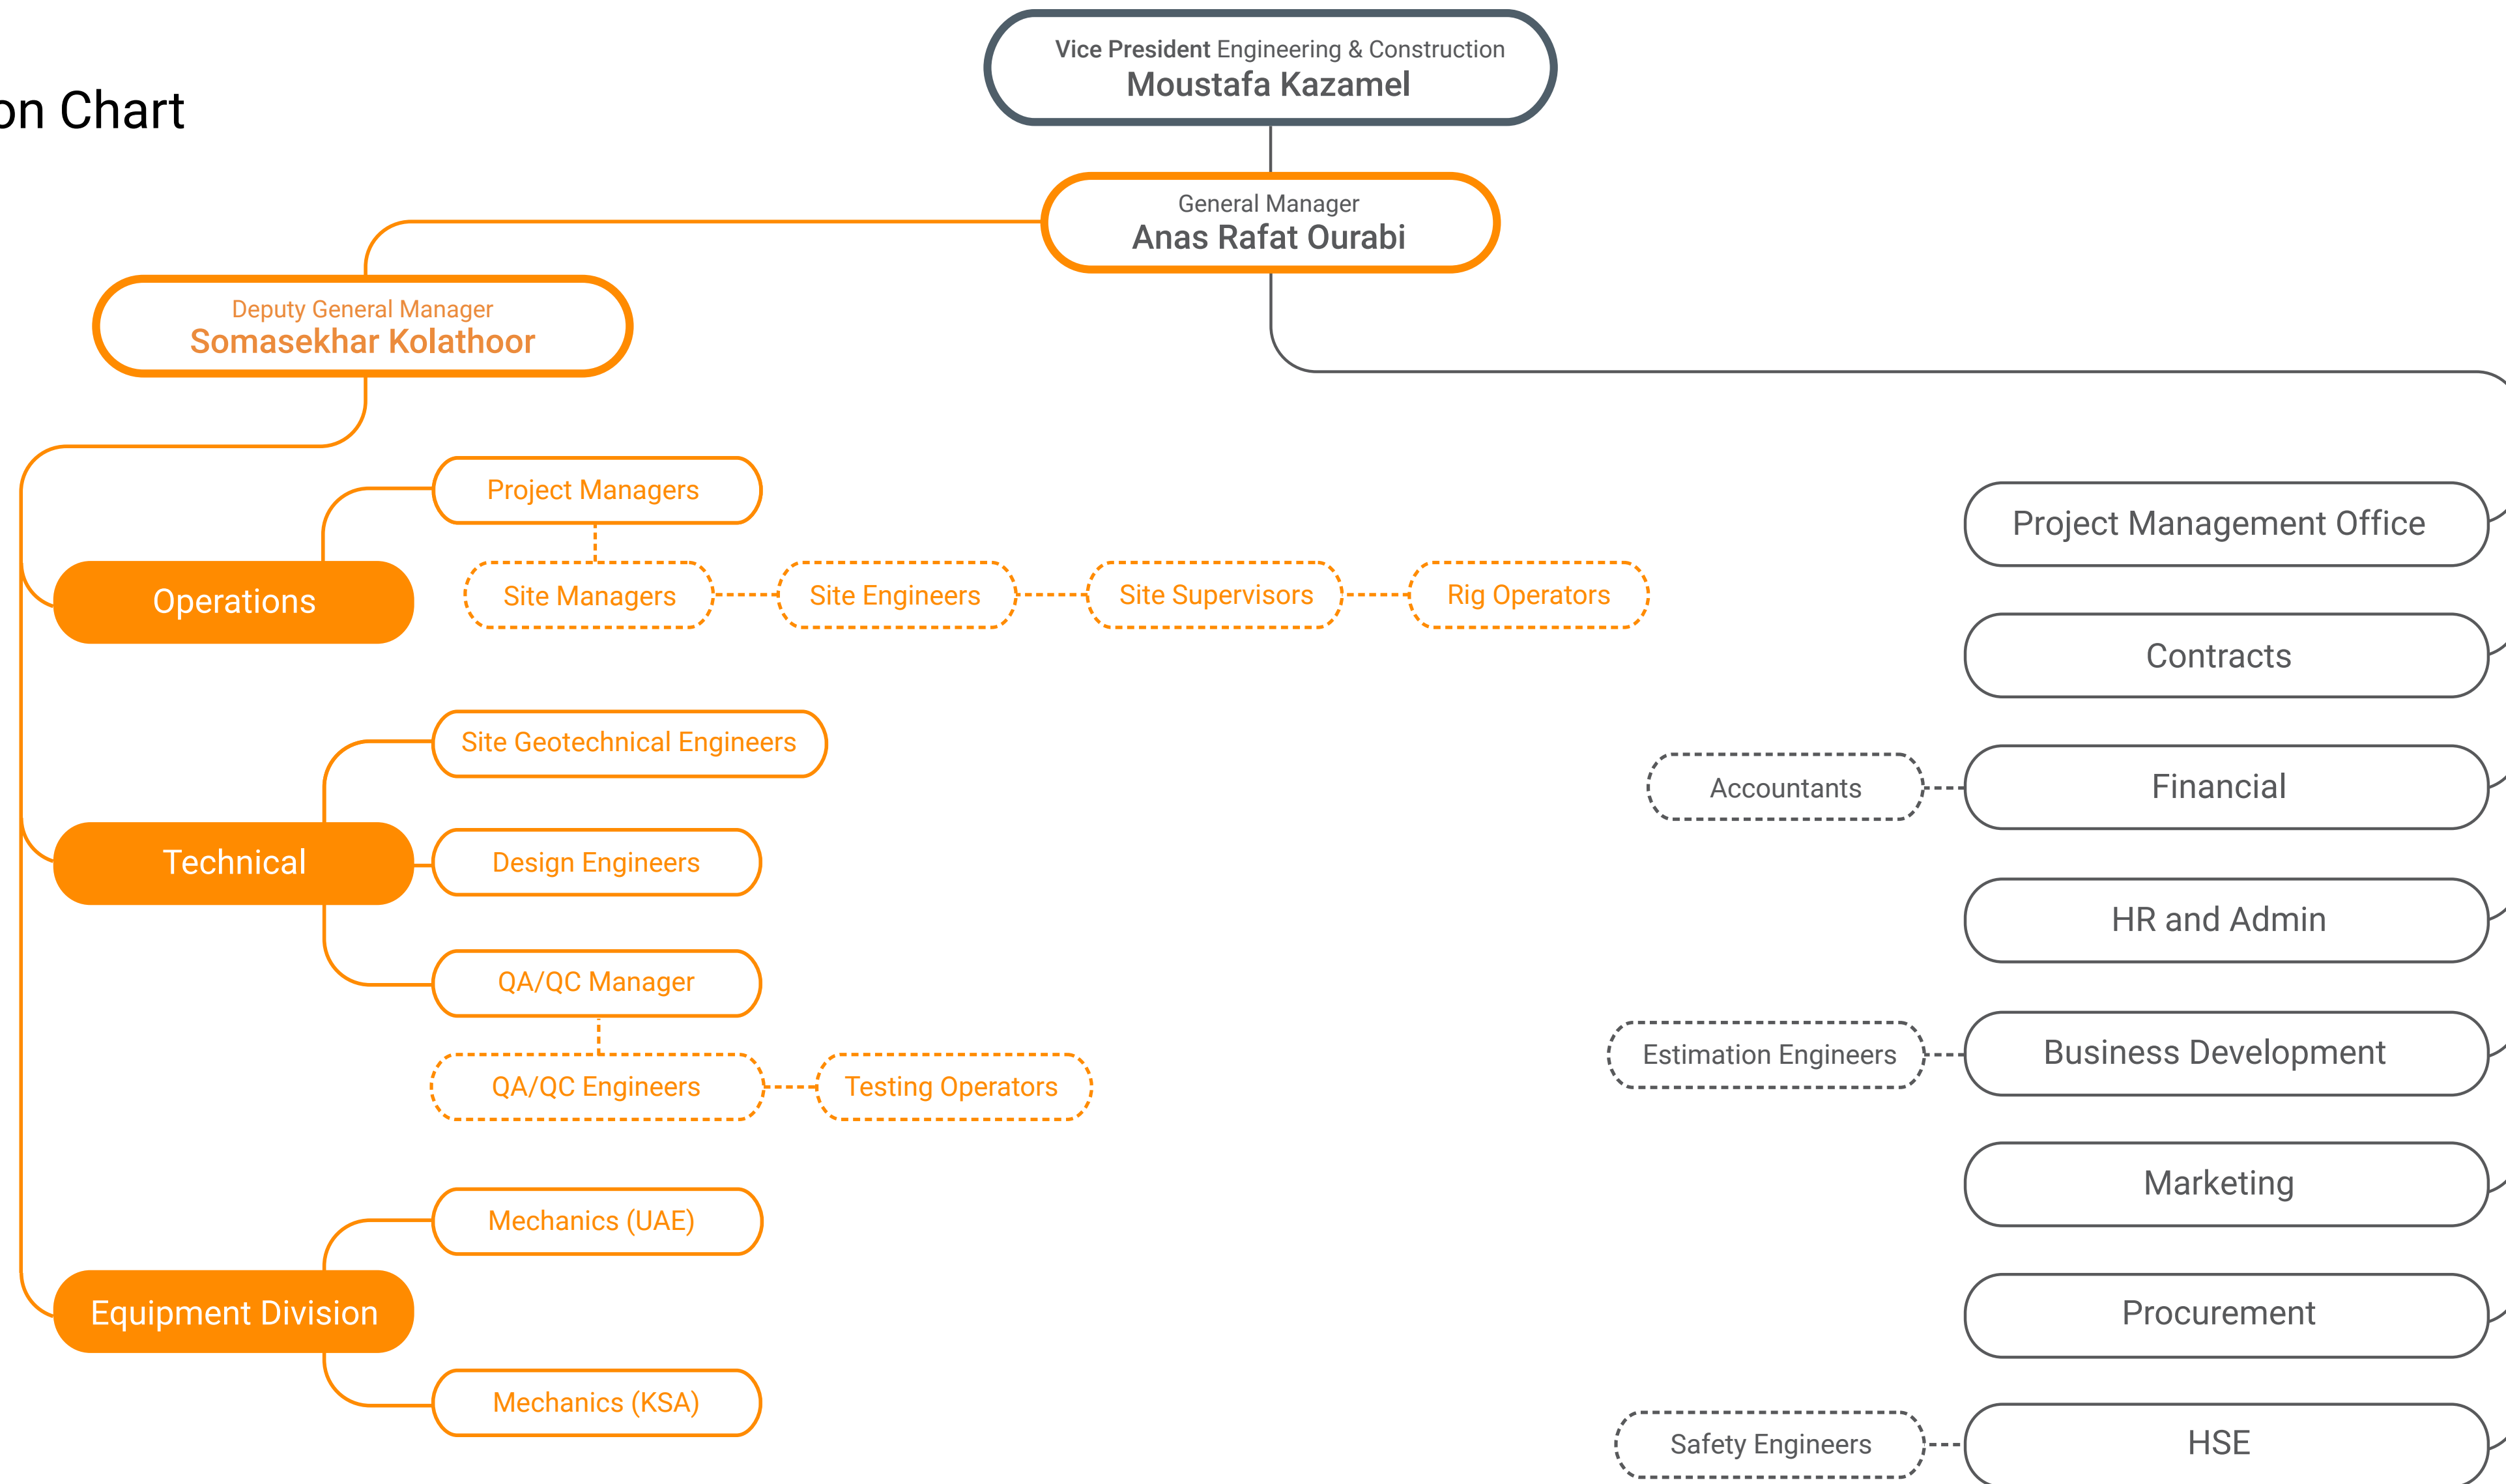 on Chart
Vice President Engineering & Construction
Moustafa Kazamel
General Manager
Anas Rafat Ourabi
Deputy General Manager
Somasekhar Kolathoor
Operations
Project Managers
Site Managers
Site Engineers
Site Supervisors
Rig Operators
Technical
Site Geotechnical Engineers
Design Engineers
QA/QC Manager
QA/QC Engineers
Testing Operators
Equipment Division
Mechanics (UAE)
Mechanics (KSA)
Project Management Office
Contracts
Accountants
Financial
HR and Admin
Estimation Engineers
Business Development
Marketing
Procurement
Safety Engineers
HSE